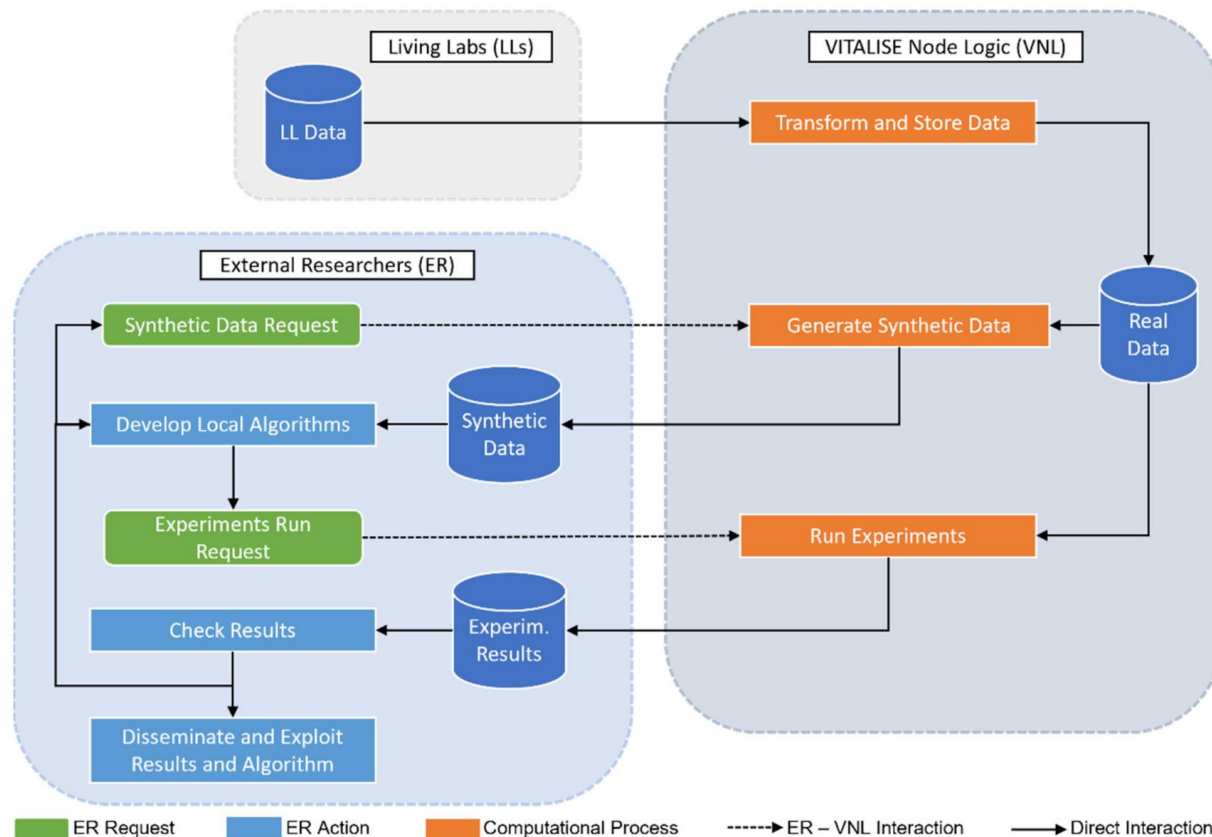 Living Labs (LLs)
VITALISE Node Logic (VNL)
LL Data
Transform and Store Data
External Researchers (ER)
Synthetic Data Request
Generate Synthetic Data
Real
Data
Develop Local Algorithms
Synthetic
Data
Experiments Run
Request
Run Experiments
Check Results
Experim.
Results
Disseminate and Exploit
Results and Algorithm
ER Request
ER Action
Computational Process
ER – VNL Interaction
Direct Interaction